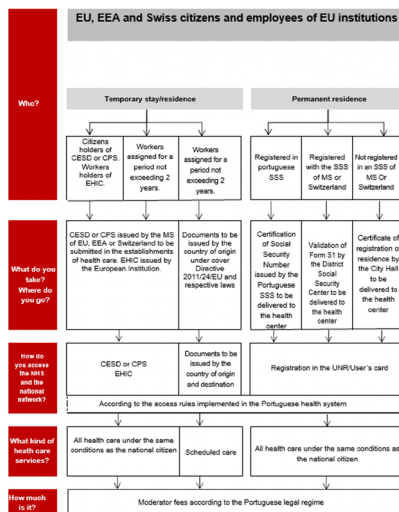 EU, EEA and Swiss citizens and employees of EU institutions
Who?
Temporary stay/residence
Permanent residence
Citizens
holders of
CESD or CPS.
Workers
holders of
EHIC.
Workers
assigned for a
period not
exceeding 2
years.
Workers
assigned for a
period not
exceeding 2
years.
Registered in
portuguese
SSS
Registered
with the SSS
of MS or
Switzerland
Not registered
in an SSS of
MS Or
Switzerland
What do you
take?
Where do
you go?
CESD or CPS issued by the MS
of EU, EEA or Switzerland to be
submitted in the establishments
of health care. EHIC issued by
the European Institution.
Documents to be
issued by the
country of origin
under cover
Directive
2011/24/EU and
respective laws
Certification
of Social
Security
Number
issued by the
Portuguese
SSS to be
delivered to
the health
center
Validation of
Form S1 by
the District
Social
Security
Center to be
delivered to
the health
center
Certificate of
registration of
residence by
the City Hall
to be
delivered to
the health
center
How do
you access
the NHS
and the
national
network?
CESD or CPS
EHIC
Documents to be
issued by the
country of origin
and destination
Registration in the UNR/User's card
According to the access rules implemented in the Portuguese health system
What kind of
heath care
services?
All health care under the same
conditions as the national citizen
Scheduled care
All health care under the same conditions as
the national citizen
How much
is it?
Moderator fees according to the Portuguese legal regime